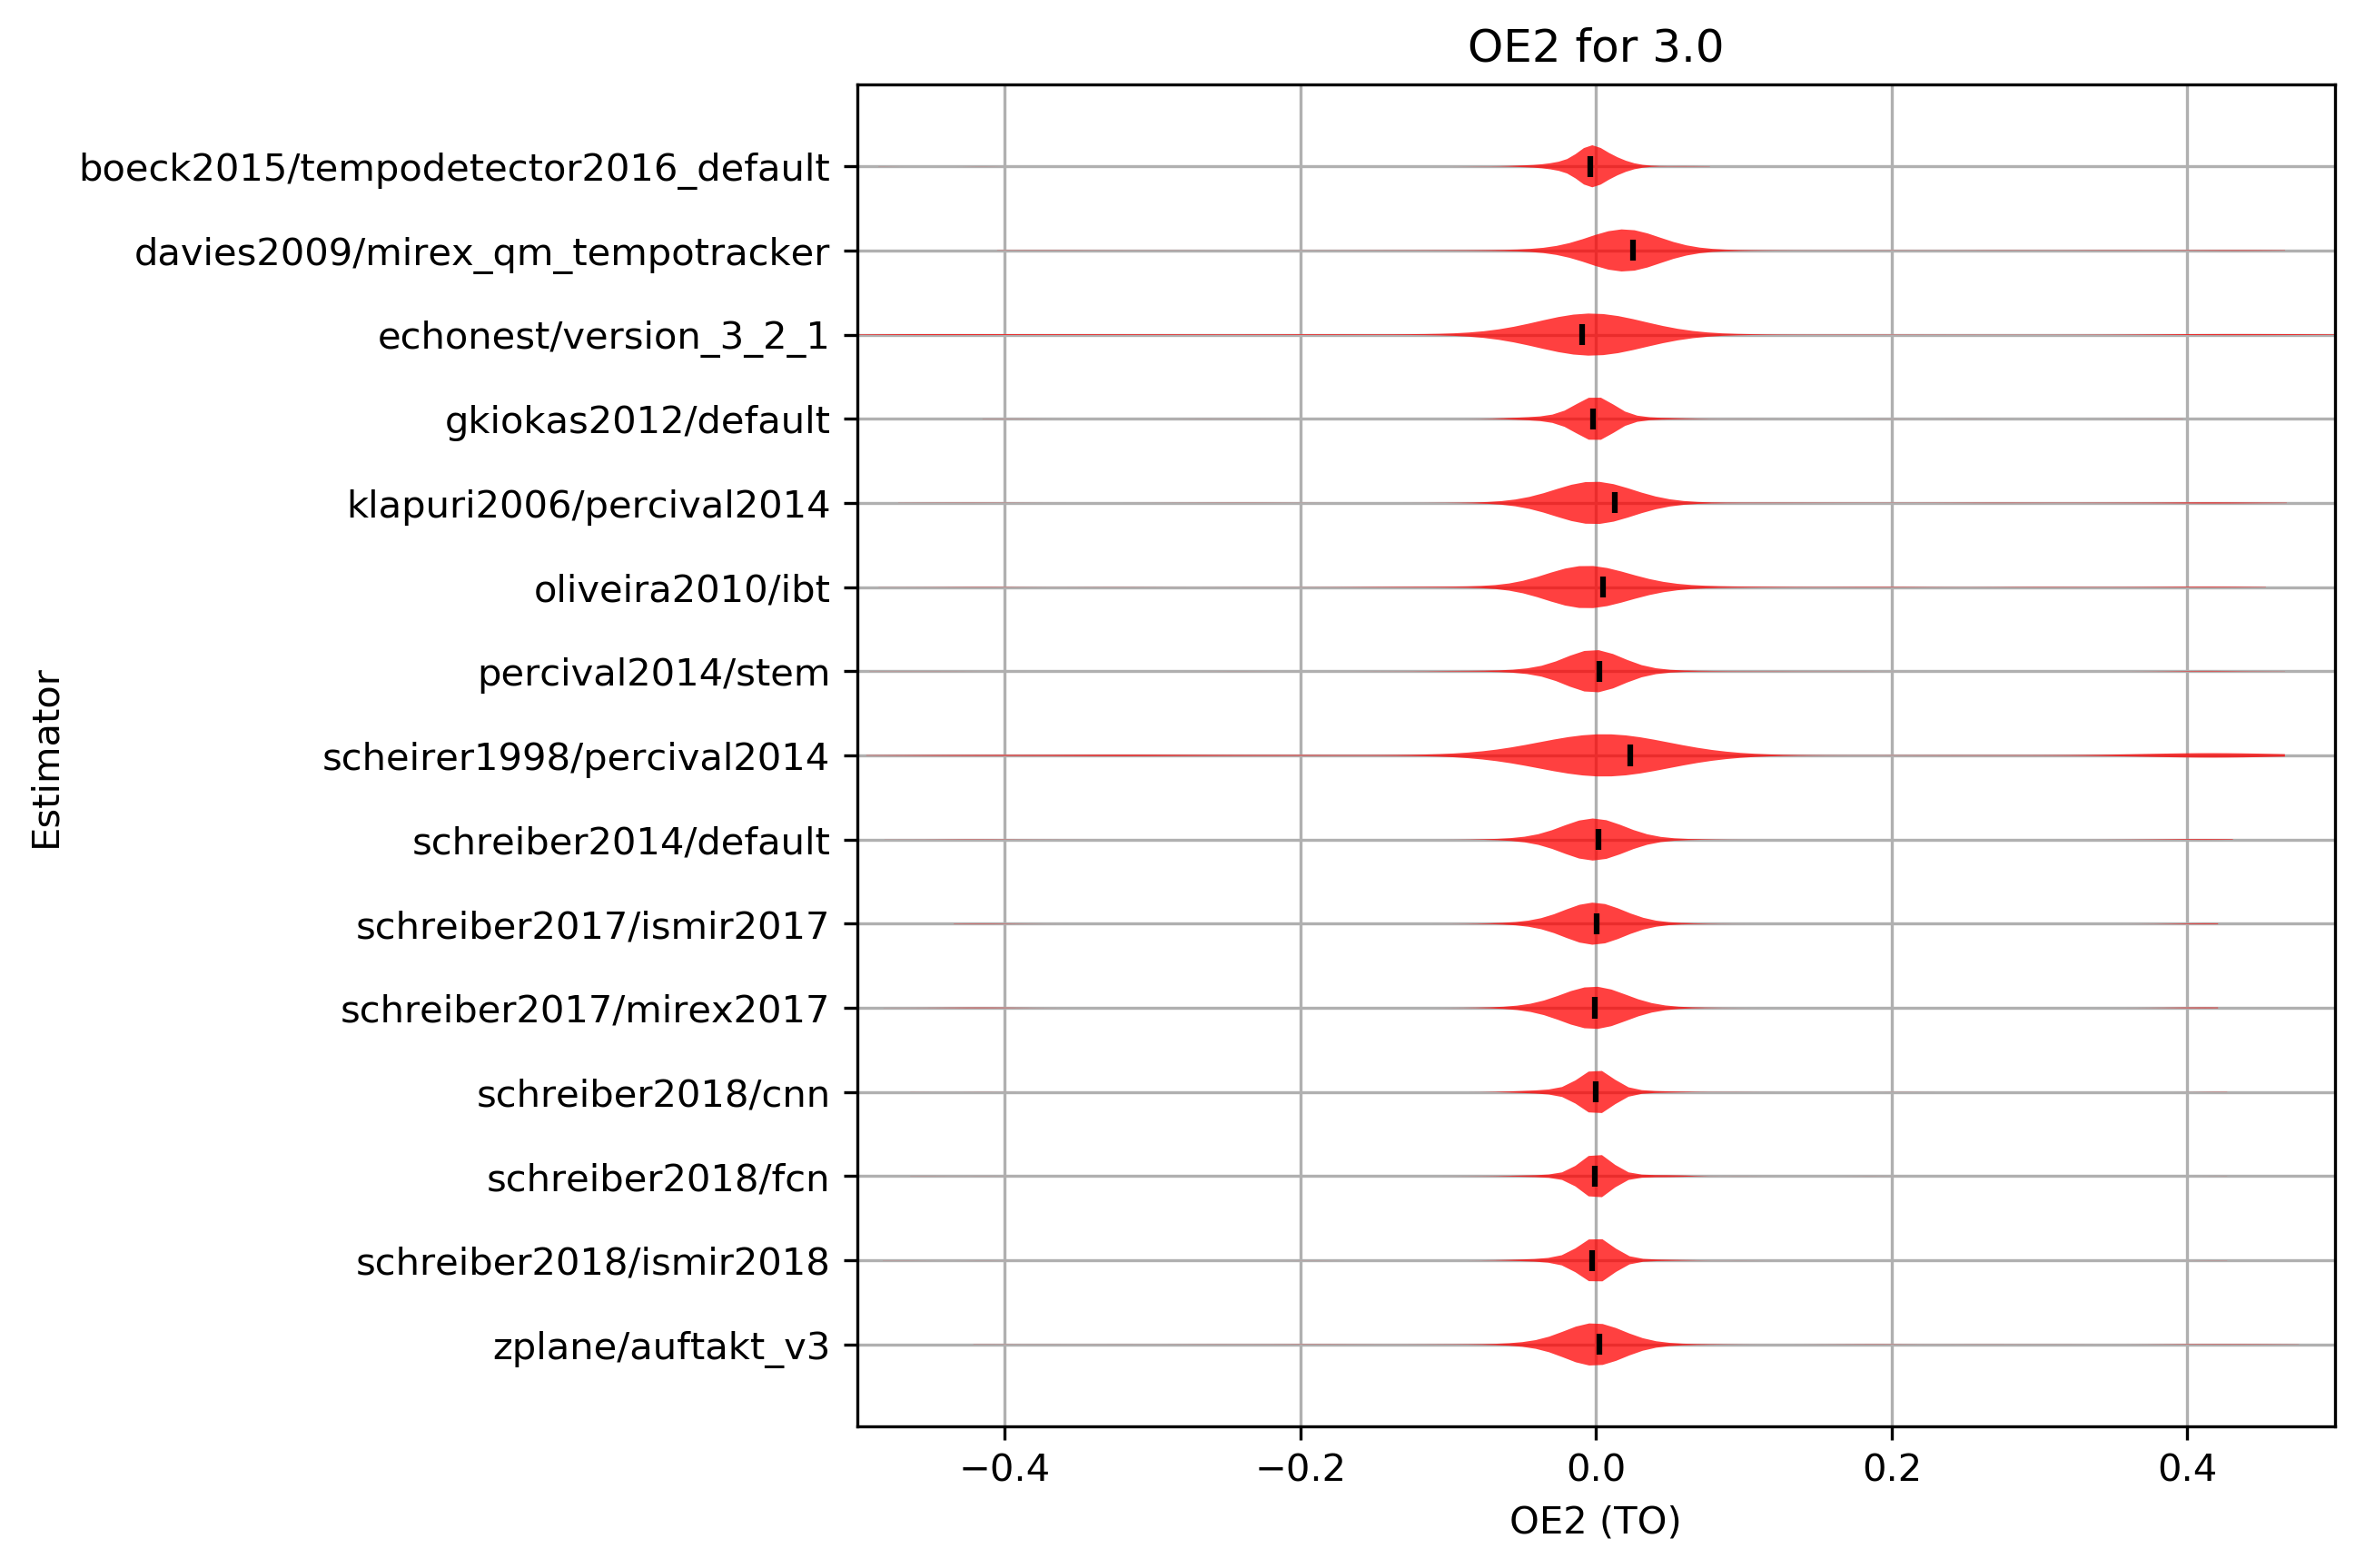 OE2 for 3.0
boeck2015/tempodetector2016_default
davies2009/mirex_qm_tempotracker
echonest/version_3_2_1
gkiokas2012/default
klapuri2006/percival2014
oliveira2010/ibt
percival2014/stem
scheirer1998/percival2014
schreiber2014/default
schreiber2017/ismir2017
schreiber2017/mirex2017
schreiber2018/cnn
schreiber2018/fcn
schreiber2018/ismir2018
zplane/auftakt_v3
Estimator
−0.4 −0.2 0.0 0.2 0.4
OE2 (TO)